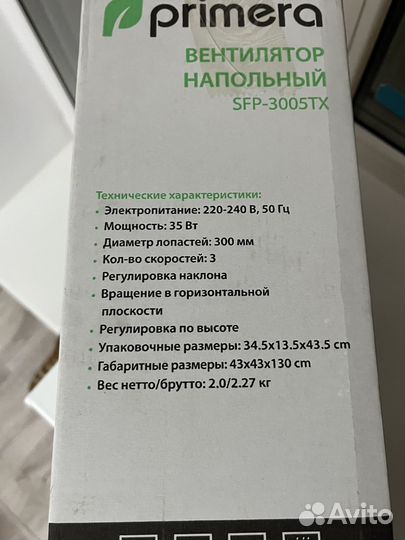 primera
ВЕНТИЛЯТОР
НАПОЛЬНЫЙ
SFP-3005TX
Технические характеристики:
• Электропитание: 220-240 В, 50 Гц
• Мощность: 35 Вт
• Диаметр лопастей: 300 мм
• Кол-во скоростей: 3
• Регулировка наклона
• Вращение в горизонтальной
плоскости
• Регулировка по высоте
• Упаковочные размеры: 34.5x13.5x43.5 cm
• Габаритные размеры: 43x43x130 cm
• Вес нетто/брутто: 2.0/2.27 кг
Avito